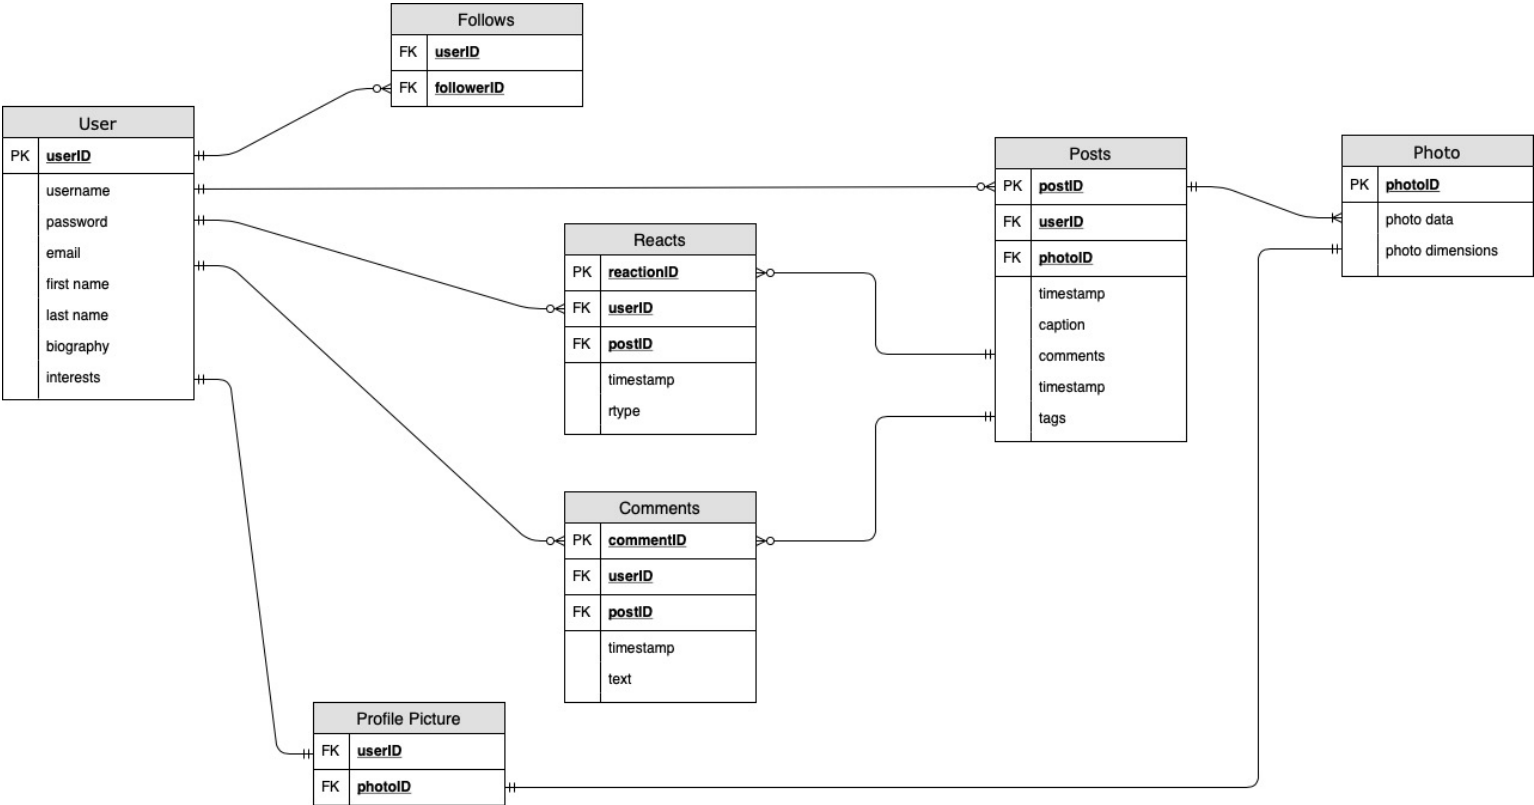 Follows
FK userID
FK followerID
User
PK userID
username
password
email
first name
last name
biography
interests
Reacts
PK reactionID
FK userID
FK postID
timestamp
rtype
Comments
PK commentID
FK userID
FK postID
timestamp
text
Profile Picture
FK userID
FK photoID
Posts
PK postID
FK userID
FK photoID
timestamp
caption
comments
timestamp
tags
Photo
PK photoID
photo data
photo dimensions